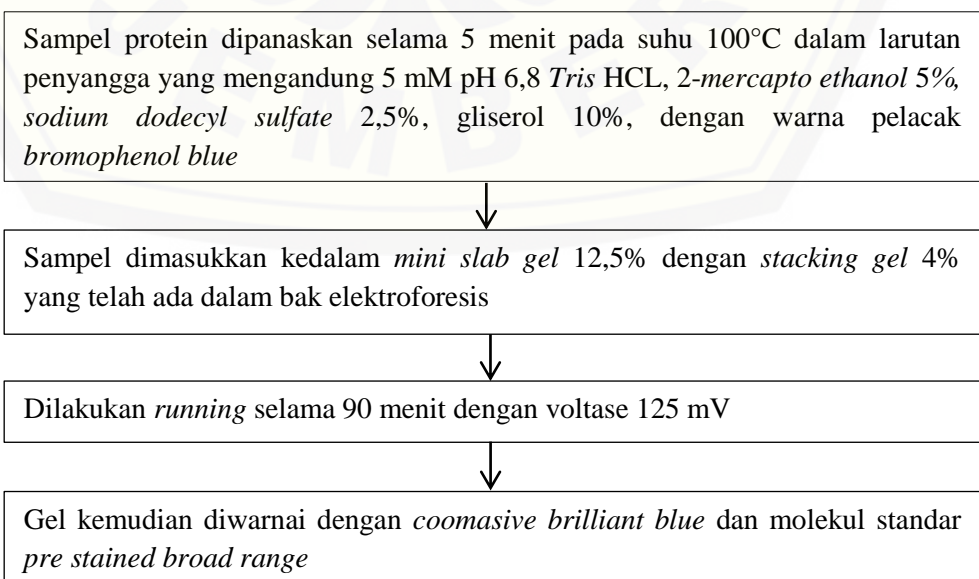 Sampel protein dipanaskan selama 5 menit pada suhu 100°C dalam larutan
penyangga yang mengandung 5 mM pH 6,8 Tris HCL, 2-mercapto ethanol 5%,
sodium dodecyl sulfate 2,5%, gliserol 10%, dengan warna pelacak
bromophenol blue
Sampel dimasukkan kedalam mini slab gel 12,5% dengan stacking gel 4%
yang telah ada dalam bak elektroforesis
Dilakukan running selama 90 menit dengan voltase 125 mV
Gel kemudian diwarnai dengan coomasive brilliant blue dan molekul standar
pre stained broad range